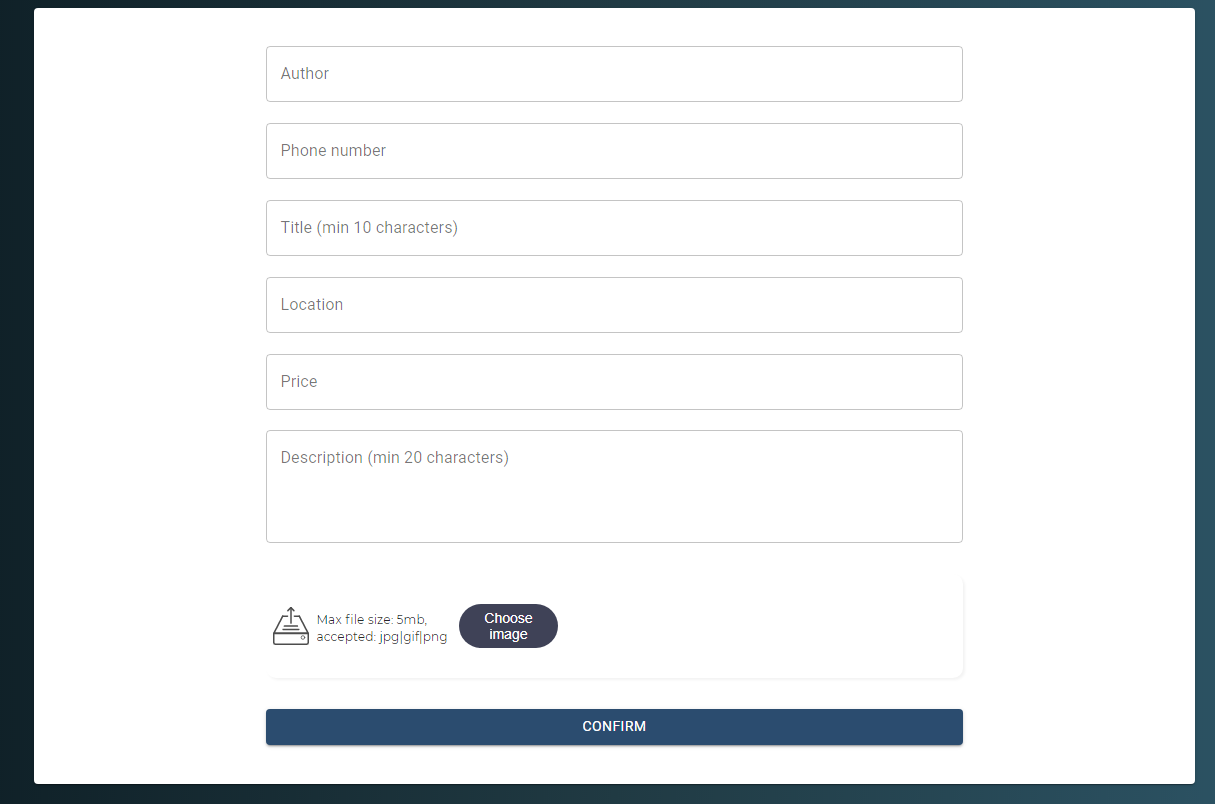 Author
Phone number
Title (min 10 characters)
Location
Price
Description (min 20 characters)
Max file size: 5mb,
accepted: jpg|gif|png
Choose
image
CONFIRM